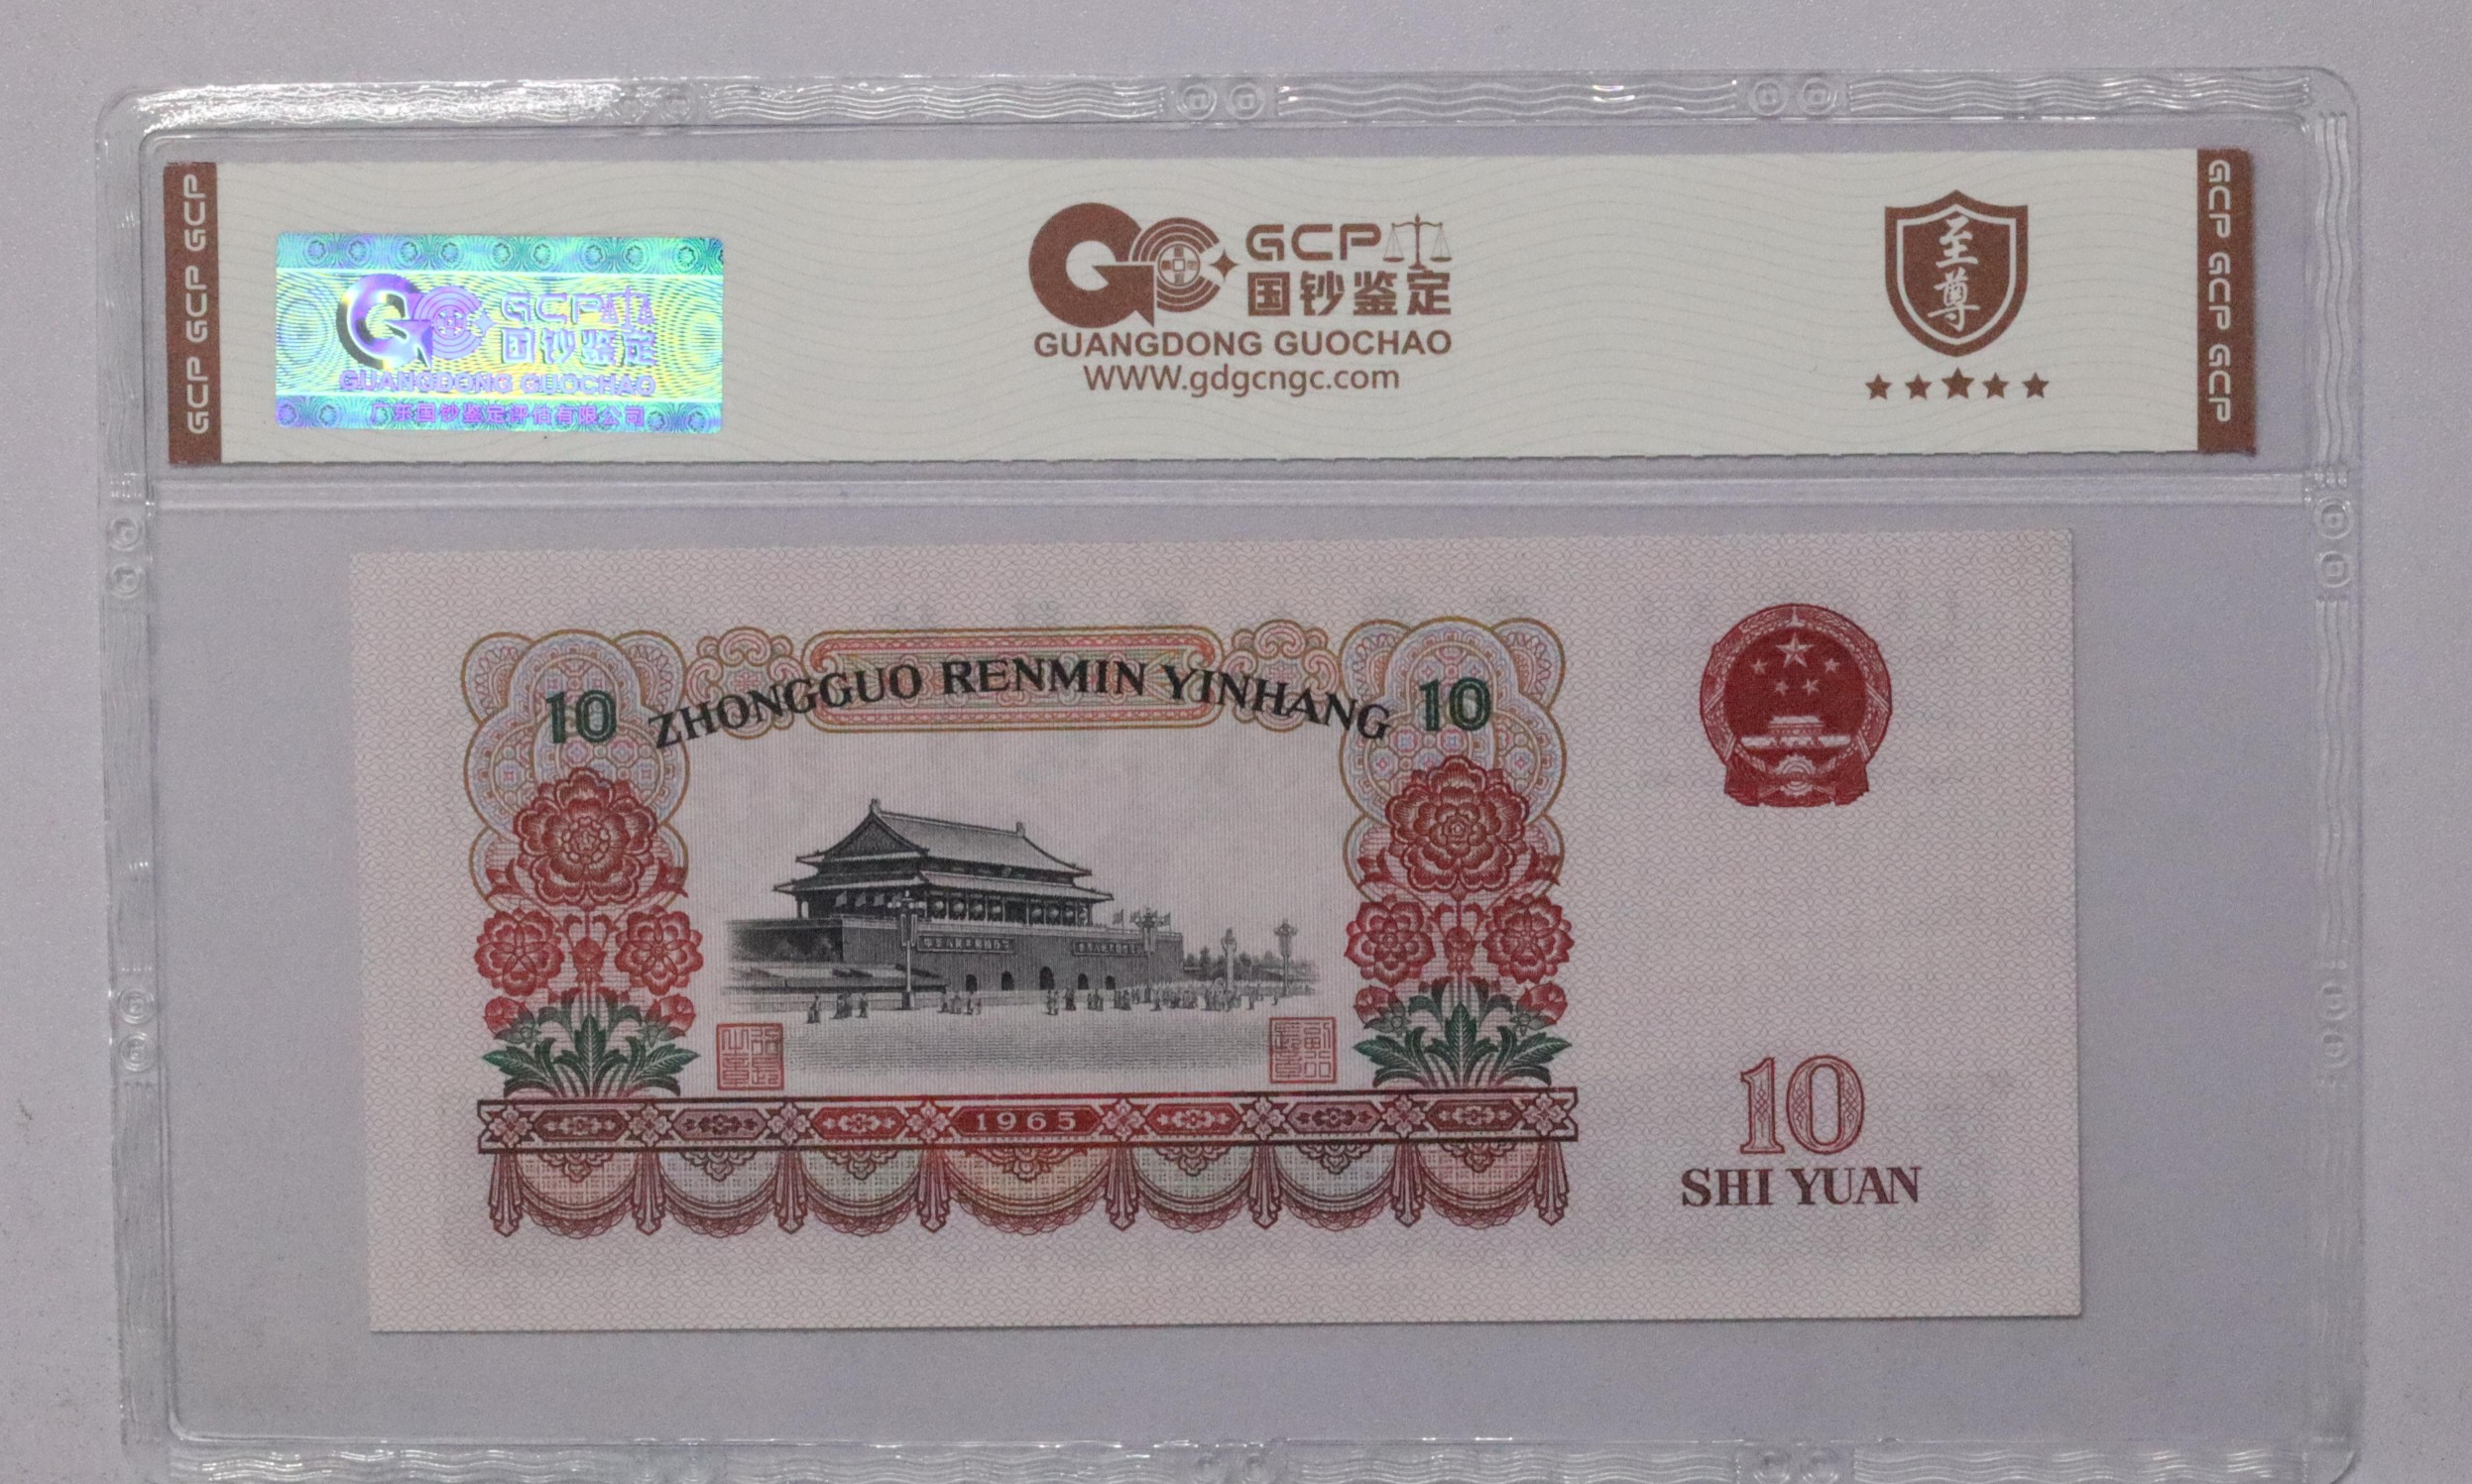 GCP GCP GCP
GCP 国钞鉴定
GUANGDONG GUOCHAO
广东国钞鉴定评估有限公司
GCP
国钞鉴定
GUANGDONG GUOCHAO
WWW.gdgcngc.com
至尊
GCP GCP GCP
ZHONGGUO RENMIN YINHANG
10
10
1965
10
SHI YUAN